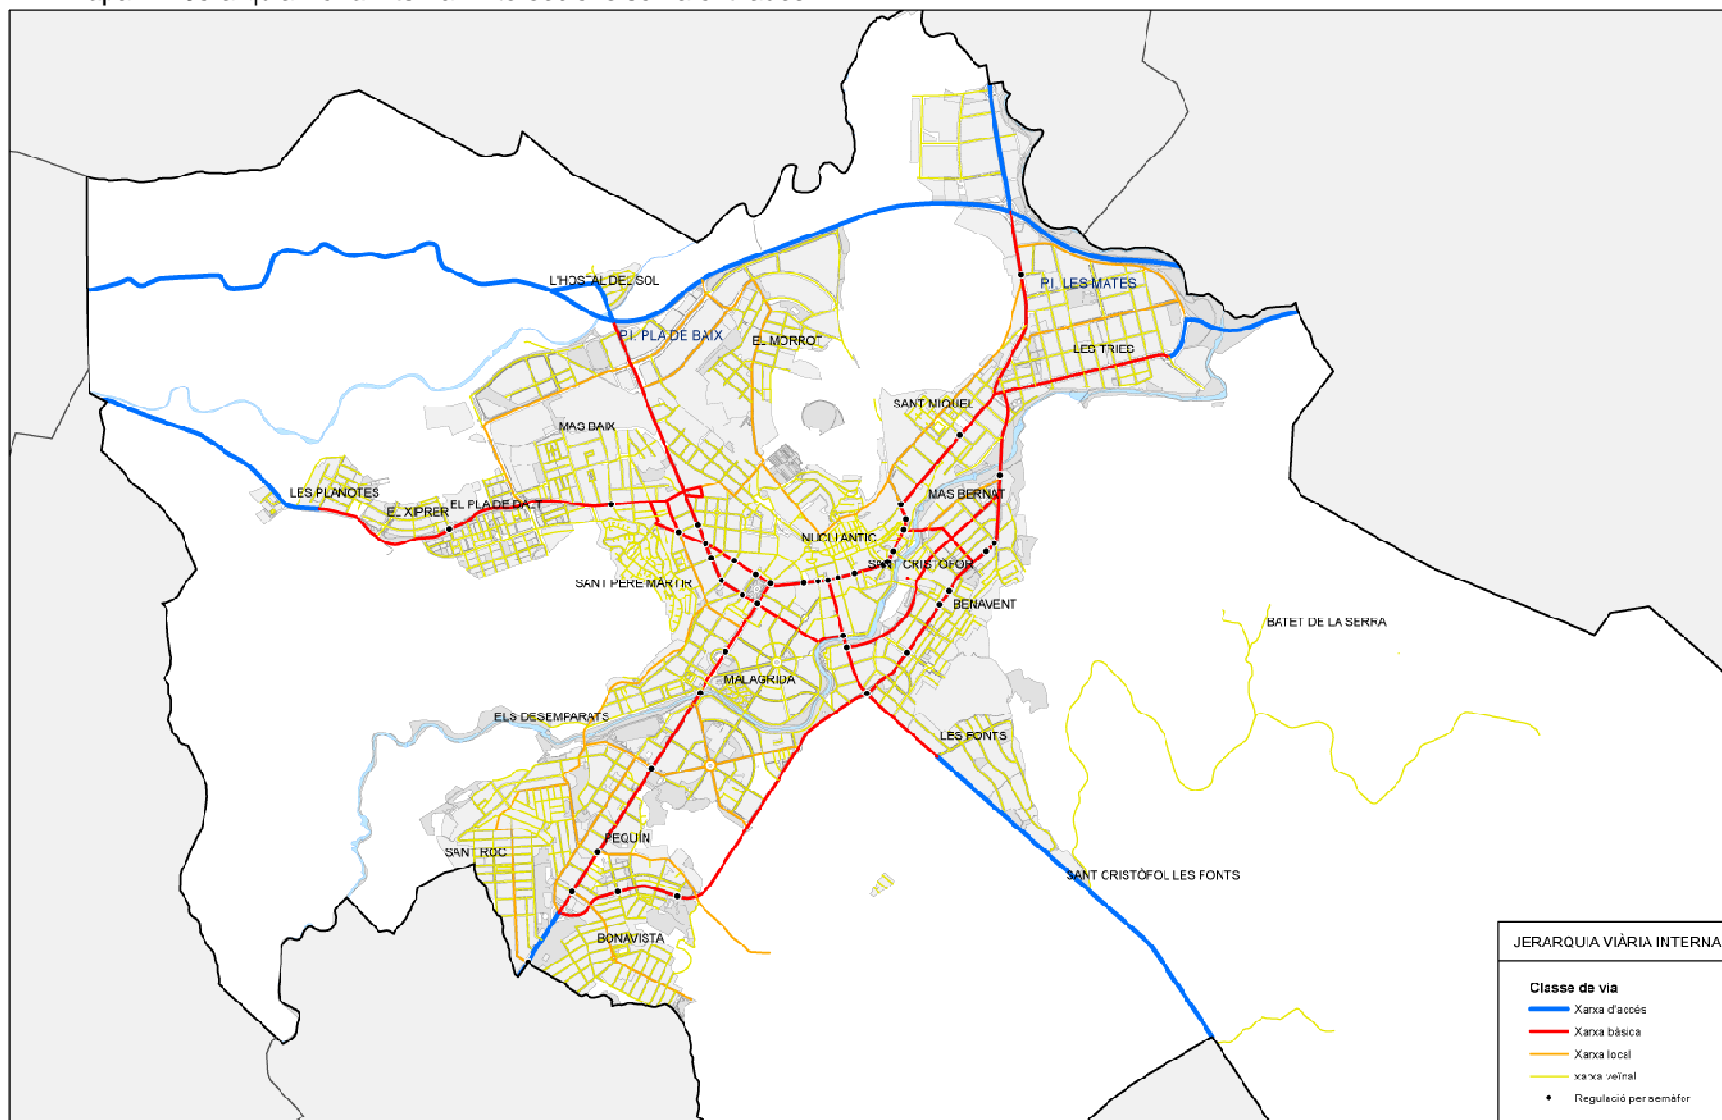 L'HOSTAL DEL SOL
P.I. LES MATES
P.I. PLA DE BAIX
EL MORROT
LES TRIES
SANT MIQUEL
MAS BAIX
LES PLANOTES
MAS BERNAT
EL XIPRER
EL PLA DE DALT
NUCLI ANTIC
SANT CRISTÒFOR
SANT PERE MÀRTIR
BENAVENT
BATET DE LA SERRA
MALAGRIDA
ELS DESEMPARATS
LES FONTS
PEQUÍN
SANT ROC
SANT CRISTÒFOL LES FONTS
BONAVISTA
JERARQUIA VIÀRIA INTERNA
Classe de via
Xarxa d'accés
Xarxa bàsica
Xarxa local
xarxa veïnal
Regulació per semàfor